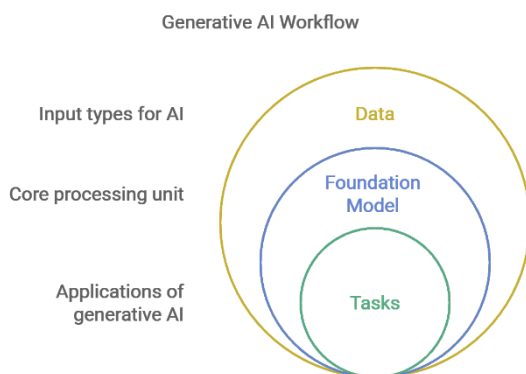 Generative AI Workflow
Input types for AI
Data
Core processing unit
Foundation
Model
Applications of
generative AI
Tasks